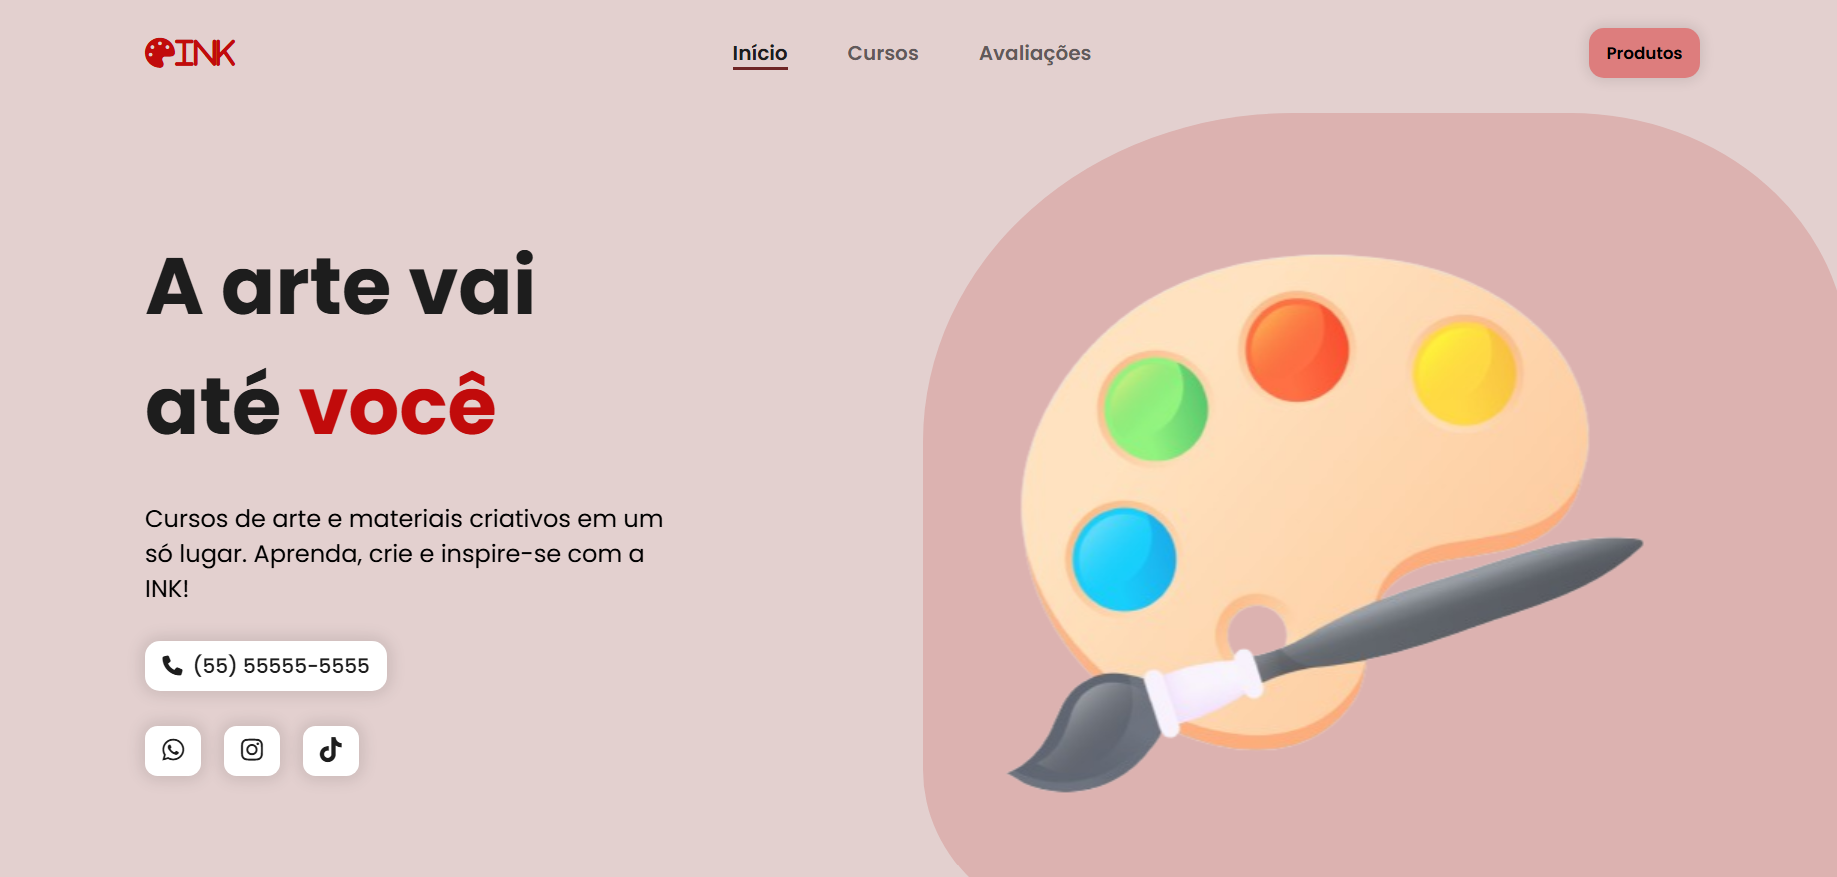 INK
Início
Cursos
Avaliações
Produtos
A arte vai
até você
Cursos de arte e materiais criativos em um
só lugar. Aprenda, crie e inspire-se com a
INK!
(55) 55555-5555